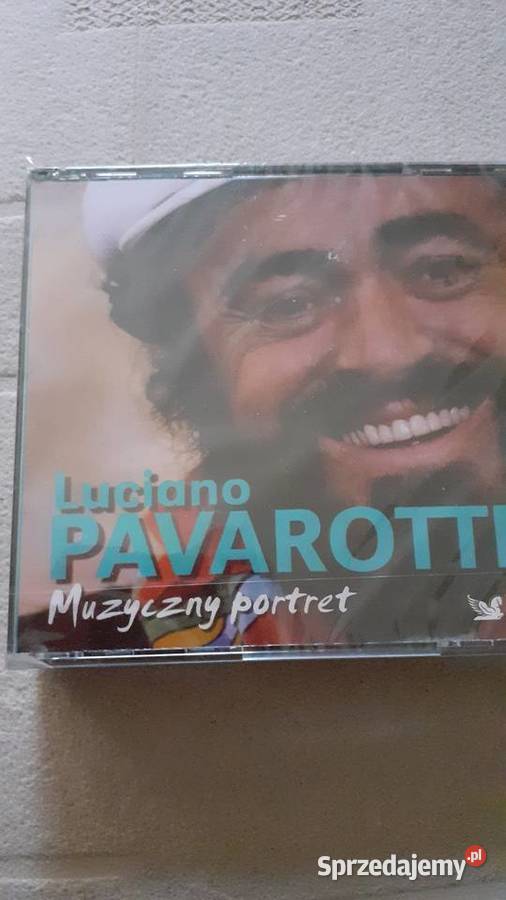 Luciano
PAVAROTTI
Muzyczny portret
Sprzedajemy.pl